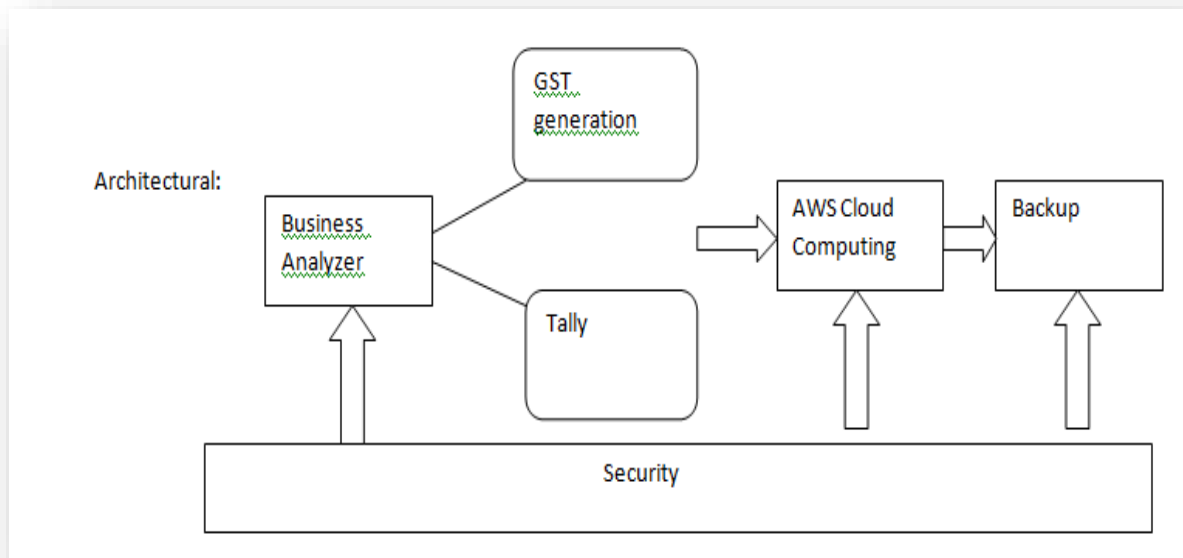 GST
generation
Architectural:
Business
Analyzer
AWS Cloud
Computing
Backup
Tally
Security